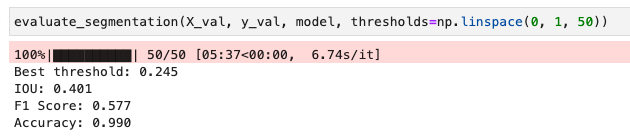 evaluate_segmentation(X_val, y_val, model, thresholds=np.linspace(0, 1, 50))
100%|██████████| 50/50 [05:37<00:00,  6.74s/it]
Best threshold: 0.245
IOU: 0.401
F1 Score: 0.577
Accuracy: 0.990